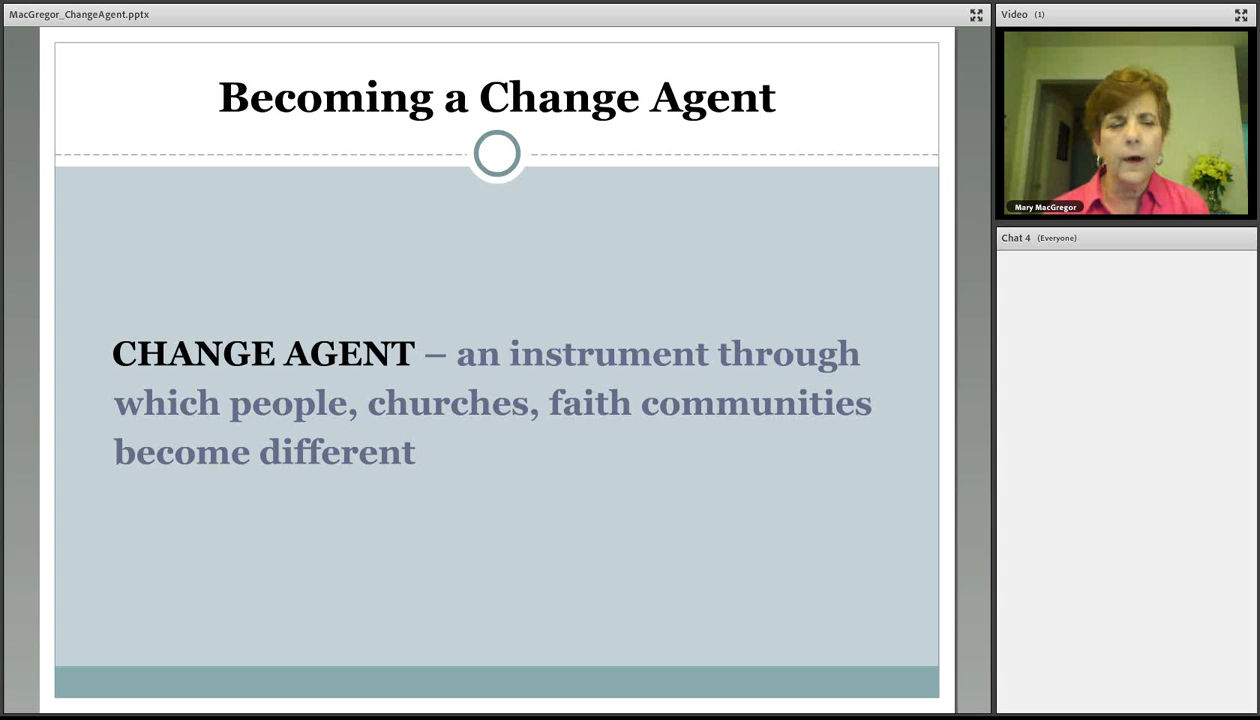 MacGregor_ChangeAgent.pptx
Becoming a Change Agent
CHANGE AGENT – an instrument through
which people, churches, faith communities
become different
Video (1)
Mary MacGregor
Chat 4 (Everyone)